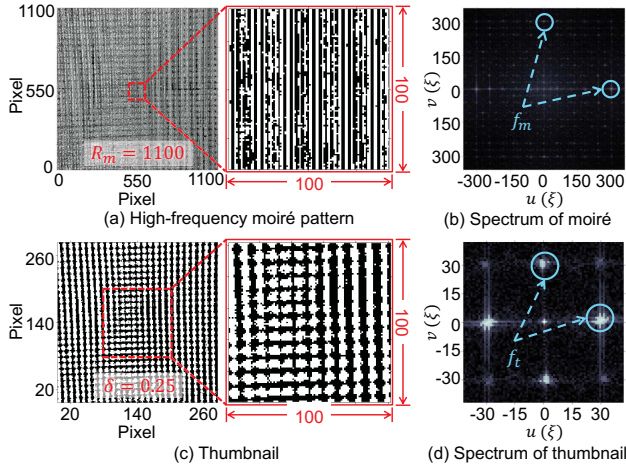 1100
Pixel
550
0
0 550 1100
Pixel
R_m = 1100
100
100
(a) High-frequency moiré pattern
v (ξ)
300
150
0
-150
-300
-300 -150 0 150 300
u (ξ)
f_m
(b) Spectrum of moiré
260
Pixel
140
20
20 140 260
Pixel
δ = 0.25
100
100
(c) Thumbnail
v (ξ)
30
15
0
-15
-30
-30 -15 0 15 30
u (ξ)
f_t
(d) Spectrum of thumbnail